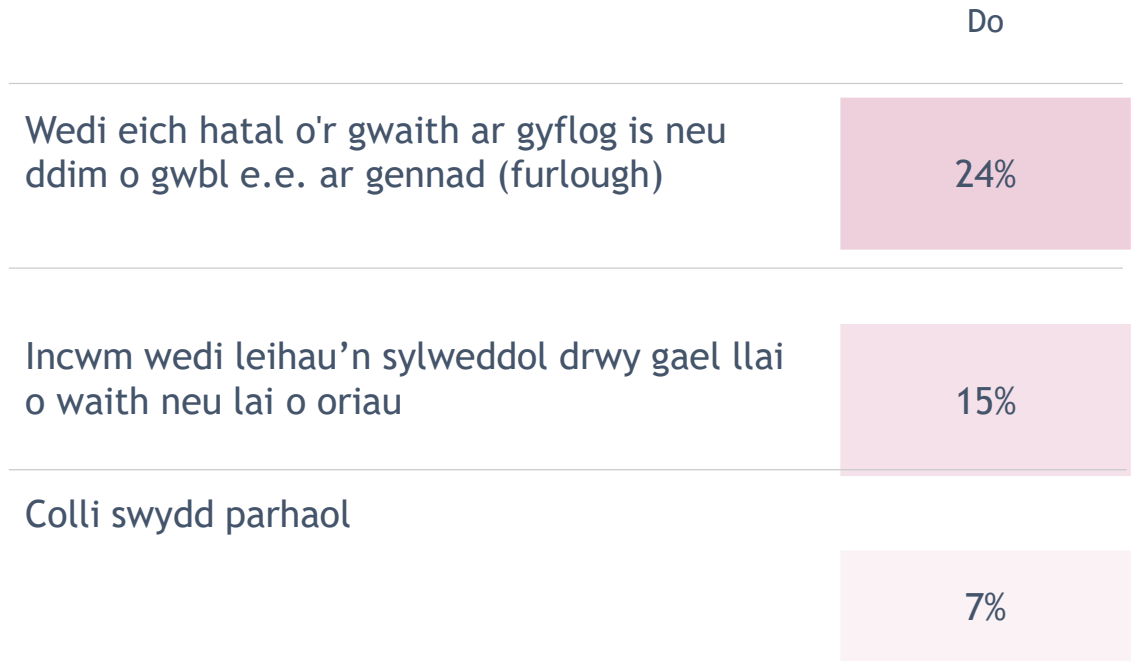 Do
Wedi eich hatal o'r gwaith ar gyflog is neu
ddim o gwbl e.e. ar gennad (furlough)
24%
Incwm wedi leihau’n sylweddol drwy gael llai
o waith neu lai o oriau
15%
Colli swydd parhaol
7%